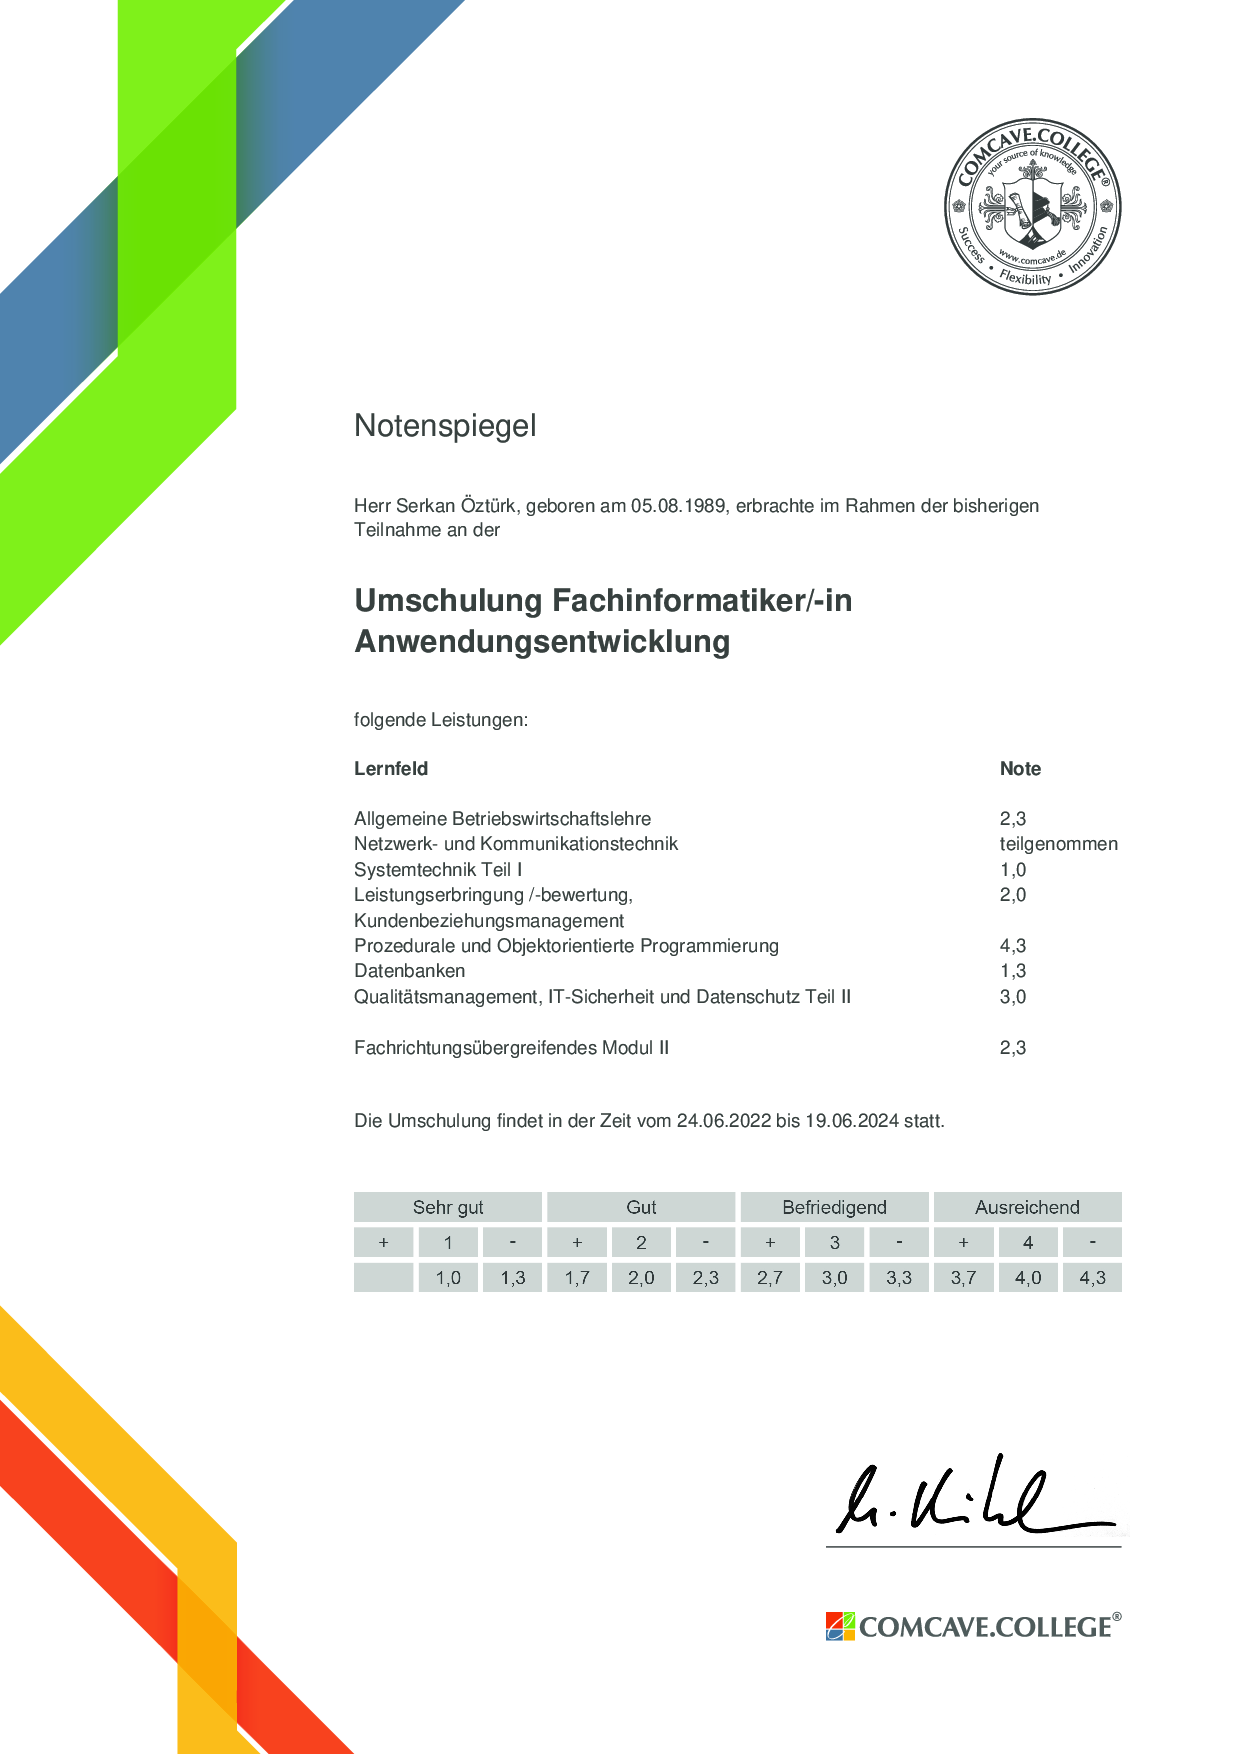 COMCAVE.COLLEGE®
your source of knowledge
www.comcave.de
Success • Flexibility • Innovation
Notenspiegel
Herr Serkan Öztürk, geboren am 05.08.1989, erbrachte im Rahmen der bisherigen
Teilnahme an der
Umschulung Fachinformatiker/-in
Anwendungsentwicklung
folgende Leistungen:
Lernfeld Note
Allgemeine Betriebswirtschaftslehre 2,3
Netzwerk- und Kommunikationstechnik teilgenommen
Systemtechnik Teil I 1,0
Leistungserbringung /-bewertung, 2,0
Kundenbeziehungsmanagement
Prozedurale und Objektorientierte Programmierung 4,3
Datenbanken 1,3
Qualitätsmanagement, IT-Sicherheit und Datenschutz Teil II 3,0
Fachrichtungsübergreifendes Modul II 2,3
Die Umschulung findet in der Zeit vom 24.06.2022 bis 19.06.2024 statt.
Sehr gut Gut Befriedigend Ausreichend
+ 1 - + 2 - + 3 - + 4 -
1,0 1,3 1,7 2,0 2,3 2,7 3,0 3,3 3,7 4,0 4,3
COMCAVE.COLLEGE®